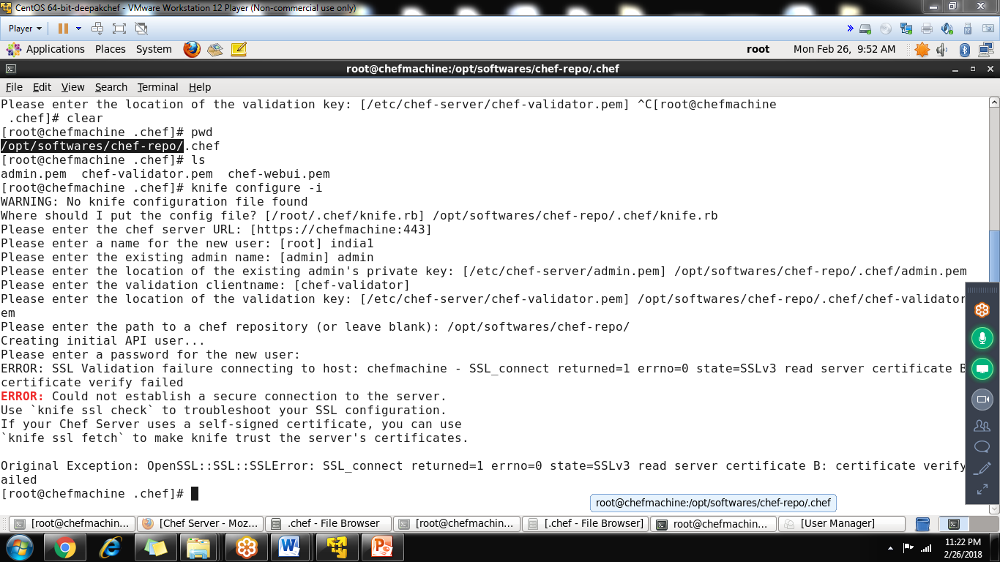 CentOS 64-bit-deepakchef - VMware Workstation 12 Player (Non-commercial use only)
Player
Applications Places System root Mon Feb 26, 9:52 AM
root@chefmachine:/opt/softwares/chef-repo/.chef
File Edit View Search Terminal Help
Please enter the location of the validation key: [/etc/chef-server/chef-validator.pem] ^C[root@chefmachine
.chef]# clear
[root@chefmachine .chef]# pwd
/opt/softwares/chef-repo/.chef
[root@chefmachine .chef]# ls
admin.pem chef-validator.pem chef-webui.pem
[root@chefmachine .chef]# knife configure -i
WARNING: No knife configuration file found
Where should I put the config file? [/root/.chef/knife.rb] /opt/softwares/chef-repo/.chef/knife.rb
Please enter the chef server URL: [https://chefmachine:443]
Please enter a name for the new user: [root] india1
Please enter the existing admin name: [admin] admin
Please enter the location of the existing admin's private key: [/etc/chef-server/admin.pem] /opt/softwares/chef-repo/.chef/admin.pem
Please enter the validation clientname: [chef-validator]
Please enter the location of the validation key: [/etc/chef-server/chef-validator.pem] /opt/softwares/chef-repo/.chef/chef-validator
em
Please enter the path to a chef repository (or leave blank): /opt/softwares/chef-repo/
Creating initial API user...
Please enter a password for the new user:
ERROR: SSL Validation failure connecting to host: chefmachine - SSL_connect returned=1 errno=0 state=SSLv3 read server certificate B
certificate verify failed
ERROR: Could not establish a secure connection to the server.
Use `knife ssl check` to troubleshoot your SSL configuration.
If your Chef Server uses a self-signed certificate, you can use
`knife ssl fetch` to make knife trust the server's certificates.
Original Exception: OpenSSL::SSL::SSLError: SSL_connect returned=1 errno=0 state=SSLv3 read server certificate B: certificate verify
ailed
[root@chefmachine .chef]#
root@chefmachine:/opt/softwares/chef-repo/.chef
[root@chefmachin... [Chef Server - Moz... .chef - File Browser [root@chefmachin... [.chef - File Browser] root@chefmachine:... [User Manager]
11:22 PM
2/26/2018